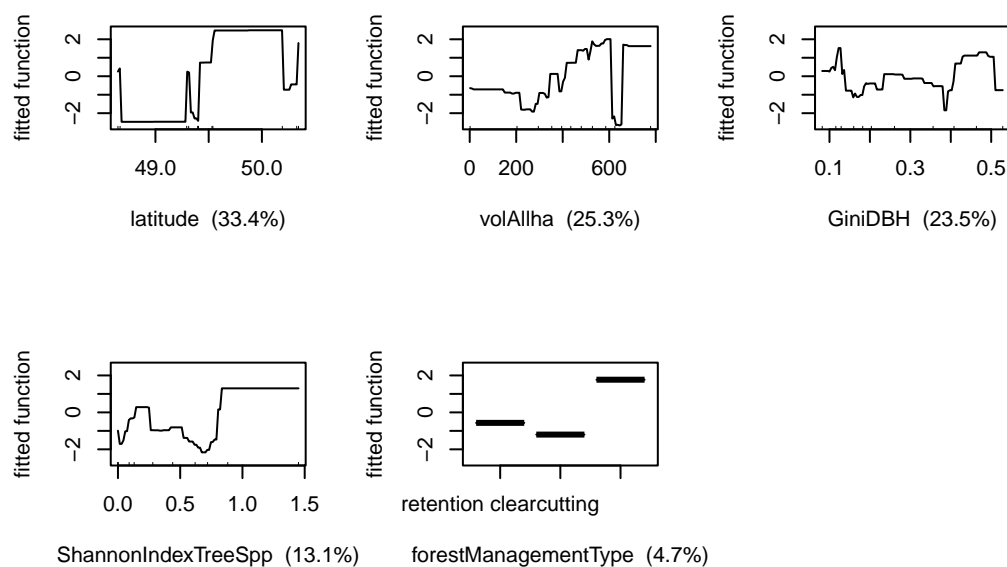 fitted function
−2 0 2
49.0 50.0
latitude (33.4%)
fitted function
−2 0 2
0 200 600
volAllha (25.3%)
fitted function
−2 0 2
0.1 0.3 0.5
GiniDBH (23.5%)
fitted function
−2 0 2
0.0 0.5 1.0 1.5
ShannonIndexTreeSpp (13.1%)
fitted function
−2 0 2
retention clearcutting
forestManagementType (4.7%)